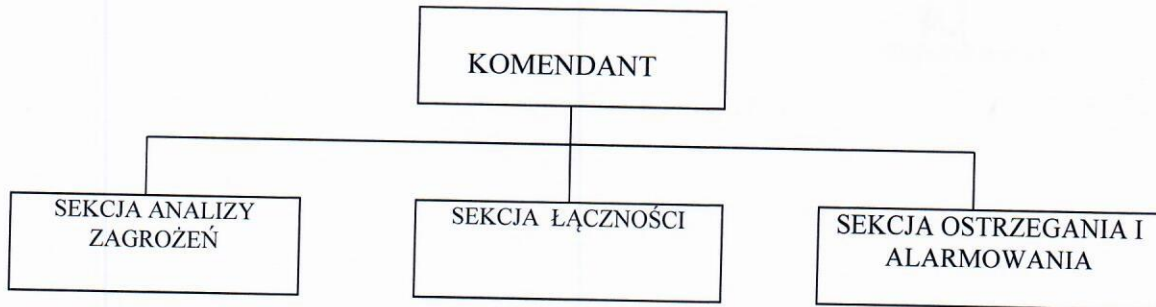 KOMENDANT
SEKCJA ANALIZY
ZAGROŻEŃ
SEKCJA ŁĄCZNOŚCI
SEKCJA OSTRZEGANIA I
ALARMOWANIA